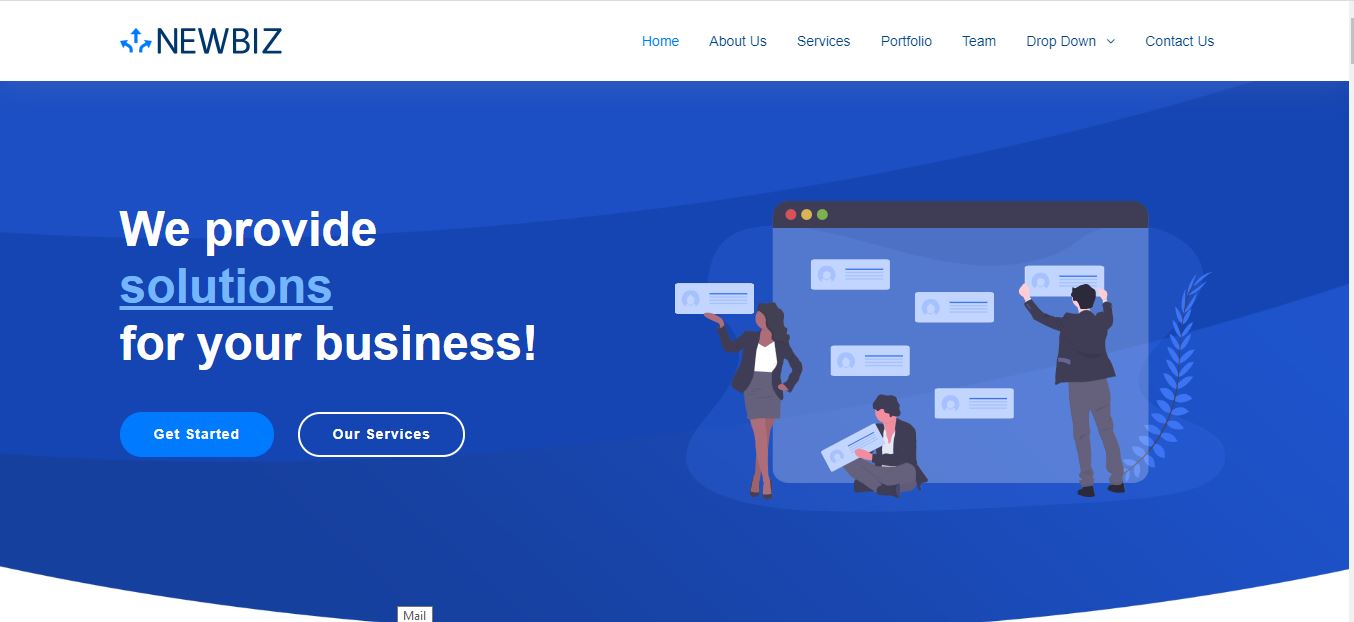 NEWBIZ
Home About Us Services Portfolio Team Drop Down Contact Us
We provide
solutions
for your business!
Get Started Our Services
Mail